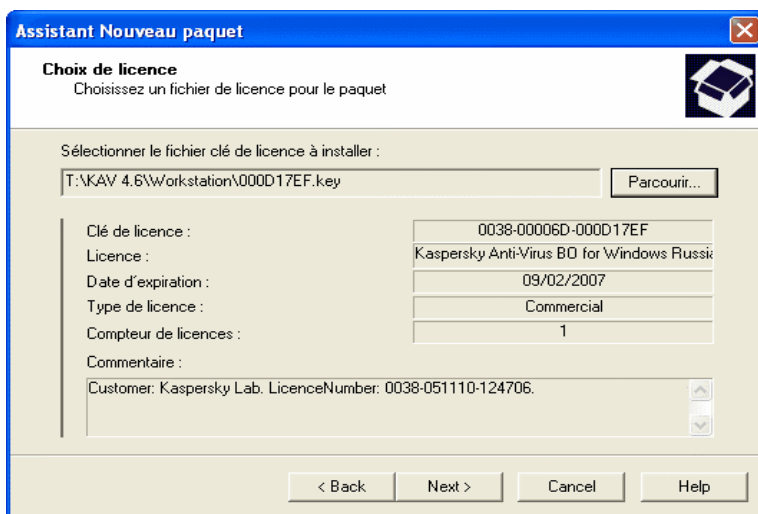 Assistant Nouveau paquet
Choix de licence
Choisissez un fichier de licence pour le paquet
Sélectionner le fichier clé de licence à installer :
T:\KAV 4.6\Workstation\000D17EF.key
Parcourir...
Clé de licence : 0038-00006D-000D17EF
Licence : Kaspersky Anti-Virus BO for Windows Russia
Date d'expiration : 09/02/2007
Type de licence : Commercial
Compteur de licences : 1
Commentaire :
Customer: Kaspersky Lab. LicenceNumber: 0038-051110-124706.
< Back Next > Cancel Help